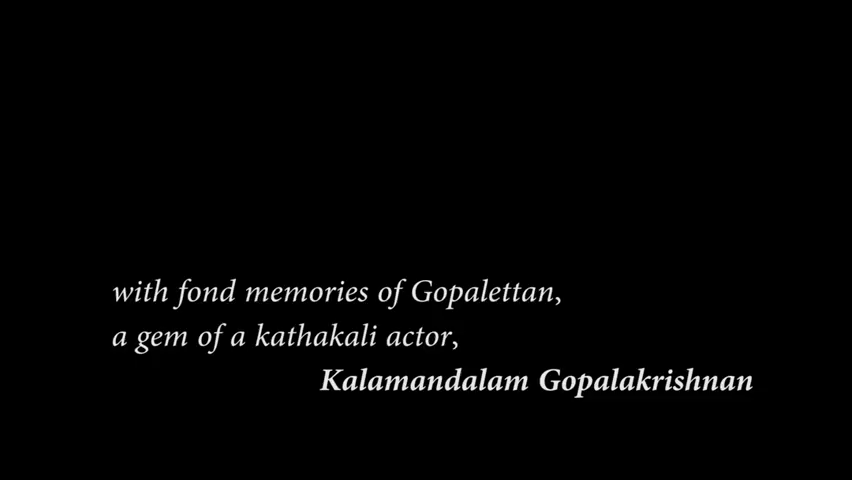 with fond memories of Gopalettan,
a gem of a kathakali actor,
Kalamandalam Gopalakrishnan